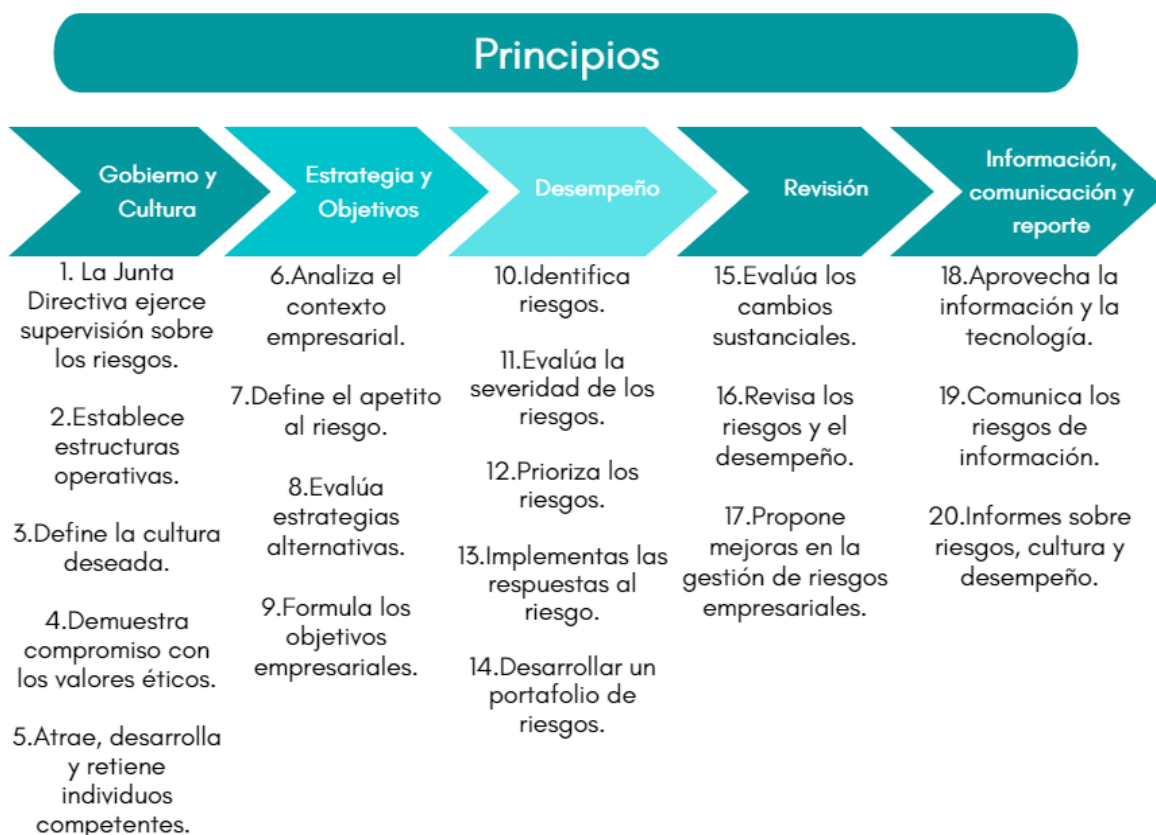 Principios
Gobierno y
Cultura
1. La Junta
Directiva ejerce
supervisión sobre
los riesgos.
2.Establece
estructuras
operativas.
3.Define la cultura
deseada.
4.Demuestra
compromiso con
los valores éticos.
5.Atrae, desarrolla
y retiene
individuos
competentes.
Estrategia y
Objetivos
6.Analiza el
contexto
empresarial.
7.Define el apetito
al riesgo.
8.Evalúa
estrategias
alternativas.
9.Formula los
objetivos
empresariales.
Desempeño
10.Identifica
riesgos.
11.Evalúa la
severidad de los
riesgos.
12.Prioriza los
riesgos.
13.Implementas las
respuestas al
riesgo.
14.Desarrollar un
portafolio de
riesgos.
Revisión
15.Evalúa los
cambios
sustanciales.
16.Revisa los
riesgos y el
desempeño.
17.Propone
mejoras en la
gestión de riesgos
empresariales.
Información,
comunicación y
reporte
18.Aprovecha la
información y la
tecnología.
19.Comunica los
riesgos de
información.
20.Informes sobre
riesgos, cultura y
desempeño.